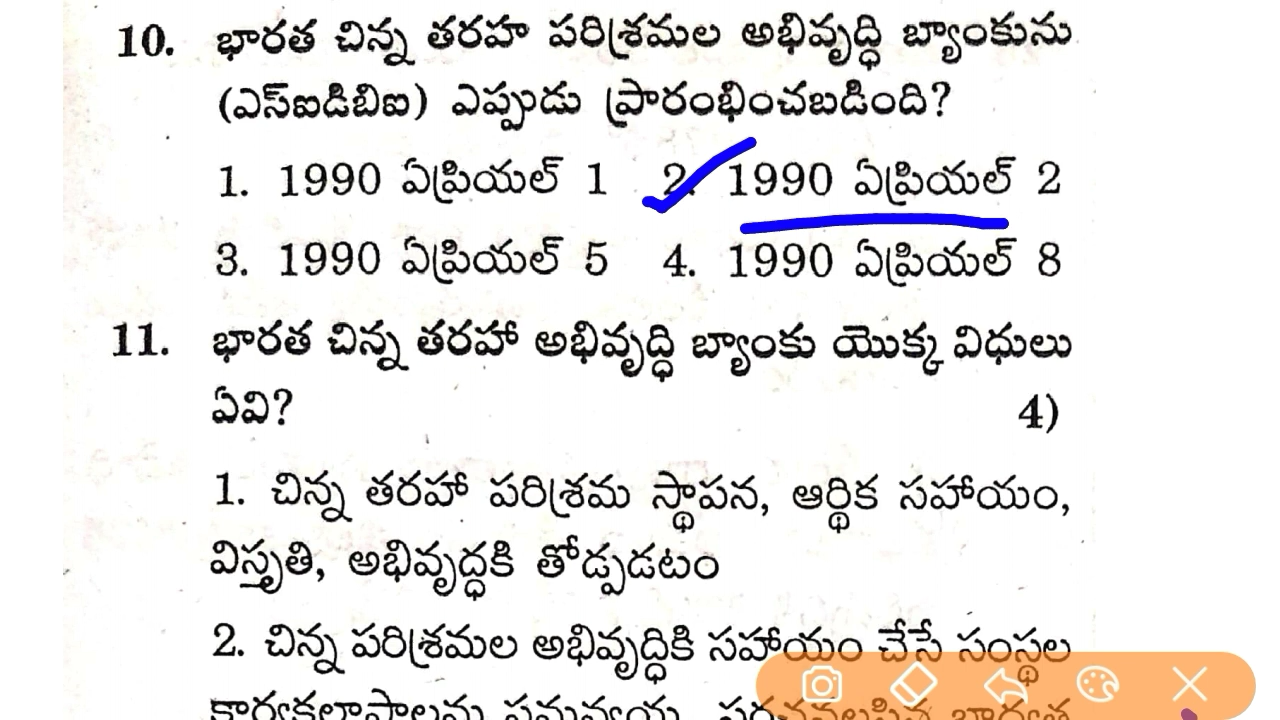 10. భారత చిన్న తరహ పరిశ్రమల అభివృద్ధి బ్యాంకును
(ఎస్ఐడిబిఐ) ఎప్పుడు ప్రారంభించబడింది?
1. 1990 ఏప్రియల్ 1 2. 1990 ఏప్రియల్ 2
3. 1990 ఏప్రియల్ 5 4. 1990 ఏప్రియల్ 8
11. భారత చిన్న తరహా అభివృద్ధి బ్యాంకు యొక్క విధులు
ఏవి? 4)
1. చిన్న తరహా పరిశ్రమ స్థాపన, ఆర్థిక సహాయం,
విస్తృతి, అభివృద్ధకి తోడ్పడటం
2. చిన్న పరిశ్రమల అభివృద్ధికి సహాయం చేసే సంస్థల